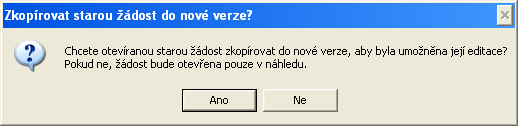 Zkopírovat starou žádost do nové verze?
Chcete otevíranou starou žádost zkopírovat do nové verze, aby byla umožněna její editace?
Pokud ne, žádost bude otevřena pouze v náhledu.
Ano
Ne